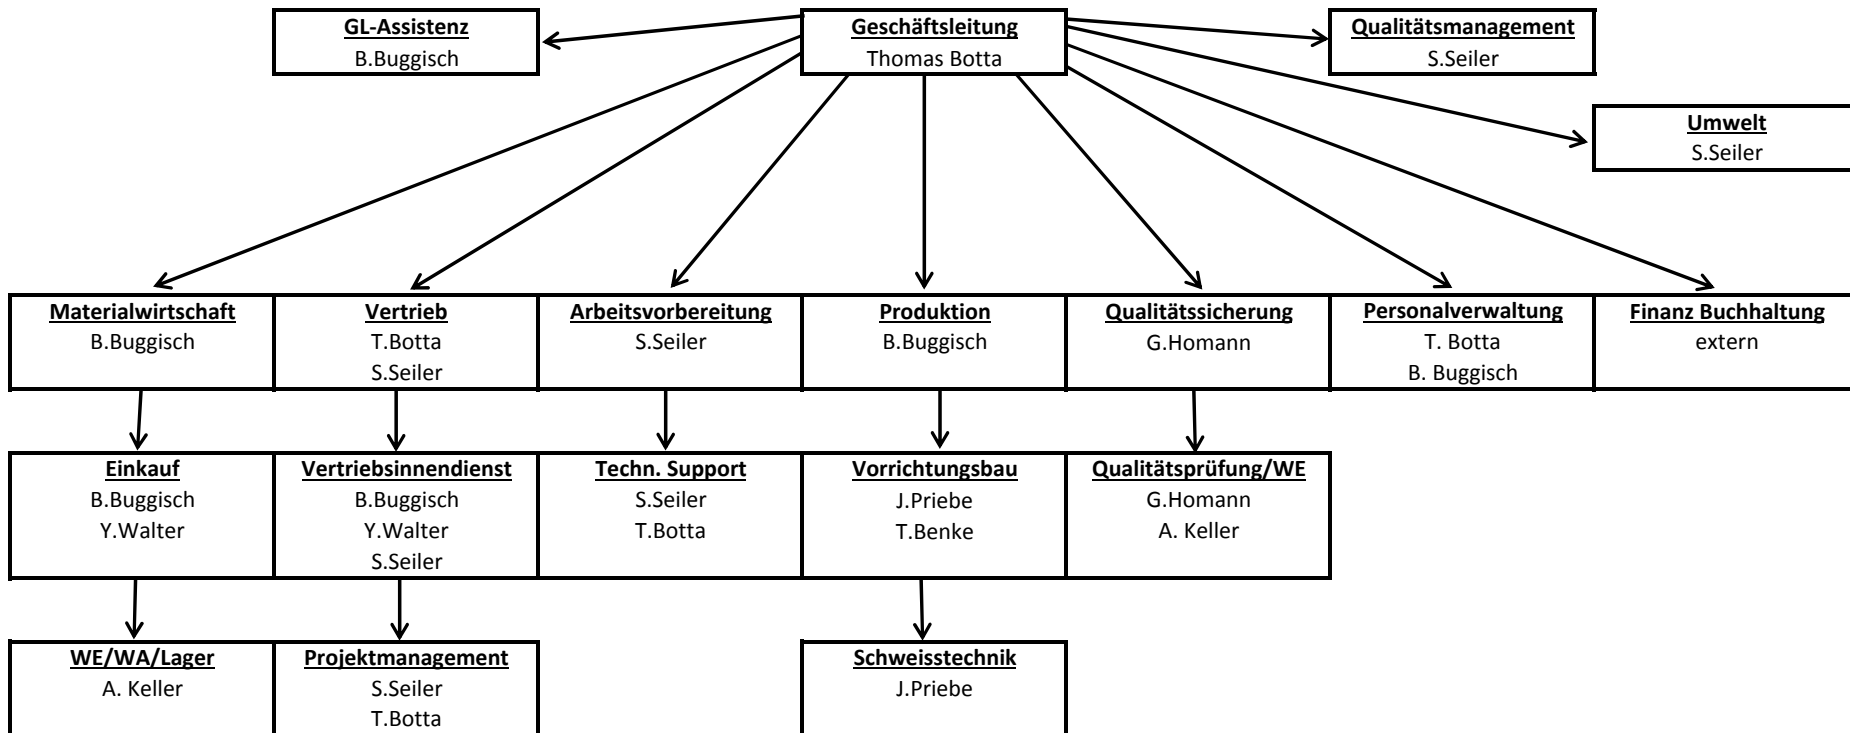 GL-Assistenz
B.Buggisch
Geschäftsleitung
Thomas Botta
Qualitätsmanagement
S.Seiler
Umwelt
S.Seiler
Materialwirtschaft
B.Buggisch
Vertrieb
T.Botta
S.Seiler
Arbeitsvorbereitung
S.Seiler
Produktion
B.Buggisch
Qualitätssicherung
G.Homann
Personalverwaltung
T. Botta
B. Buggisch
Finanz Buchhaltung
extern
Einkauf
B.Buggisch
Y.Walter
Vertriebsinnendienst
B.Buggisch
Y.Walter
S.Seiler
Techn. Support
S.Seiler
T.Botta
Vorrichtungsbau
J.Priebe
T.Benke
Qualitätsprüfung/WE
G.Homann
A. Keller
WE/WA/Lager
A. Keller
Projektmanagement
S.Seiler
T.Botta
Schweisstechnik
J.Priebe